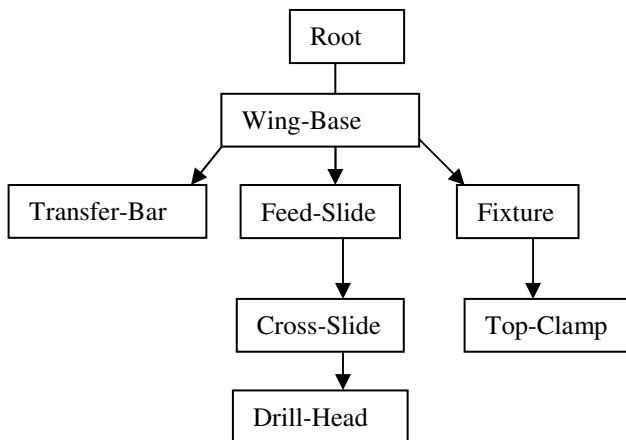 Root
Wing-Base
Transfer-Bar
Feed-Slide
Fixture
Cross-Slide
Top-Clamp
Drill-Head